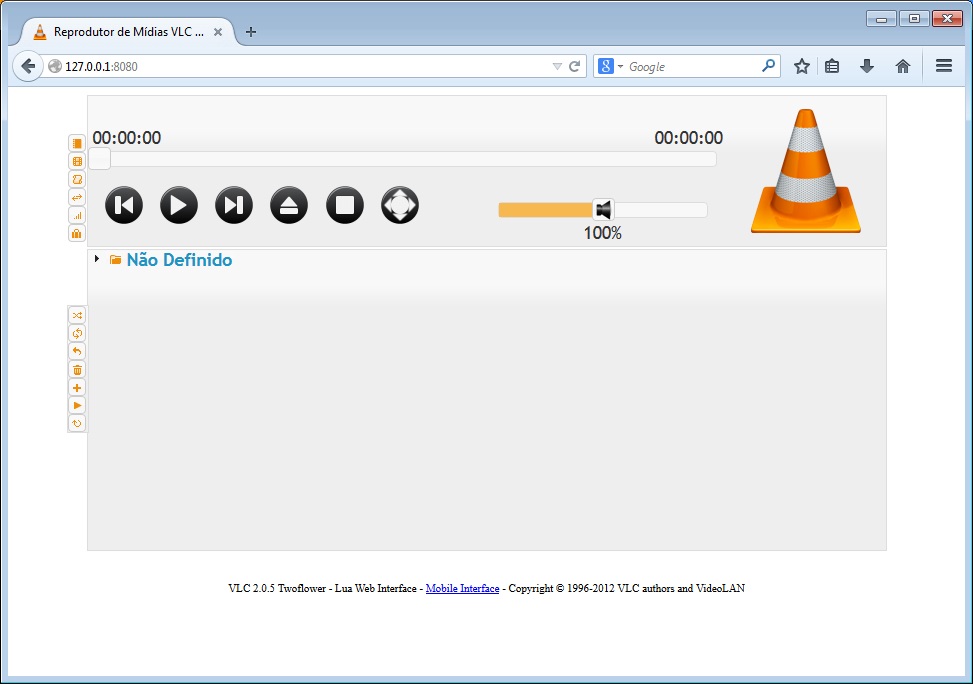 Reprodutor de Mídias VLC ...
127.0.0.1:8080
Google
00:00:00
00:00:00
100%
Não Definido
VLC 2.0.5 Twoflower - Lua Web Interface - Mobile Interface - Copyright © 1996-2012 VLC authors and VideoLAN